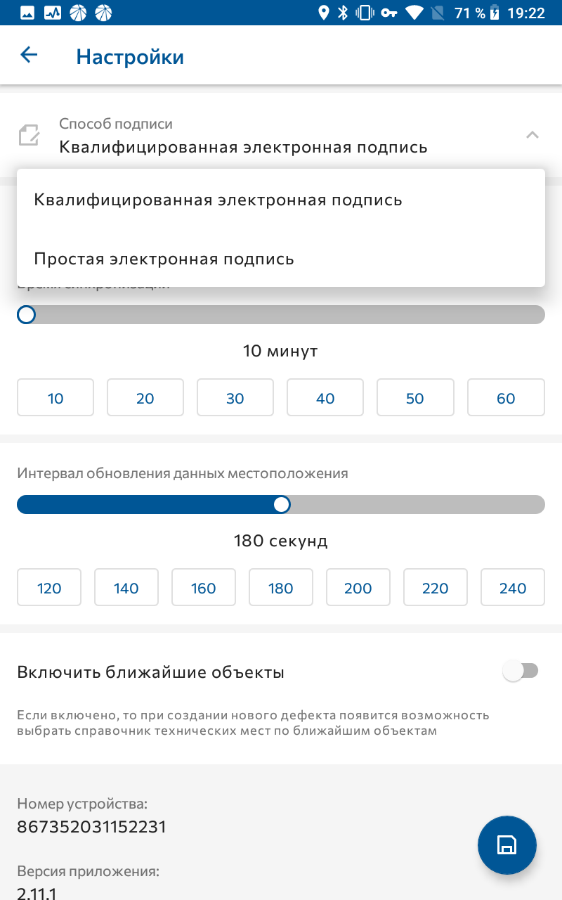 71 % 19:22
Настройки
Способ подписи
Квалифицированная электронная подпись
Квалифицированная электронная подпись
Простая электронная подпись
Время синхронизации
10 минут
10 20 30 40 50 60
Интервал обновления данных местоположения
180 секунд
120 140 160 180 200 220 240
Включить ближайшие объекты
Если включено, то при создании нового дефекта появится возможность
выбрать справочник технических мест по ближайшим объектам
Номер устройства:
867352031152231
Версия приложения:
2.11.1